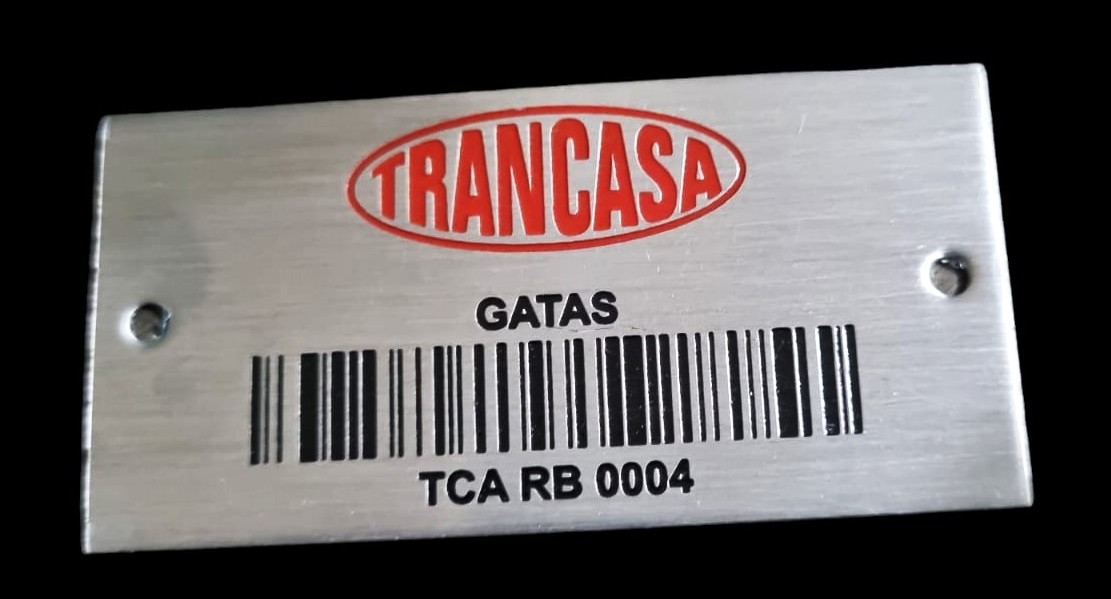 TRANCASA
GATAS
TCA RB 0004